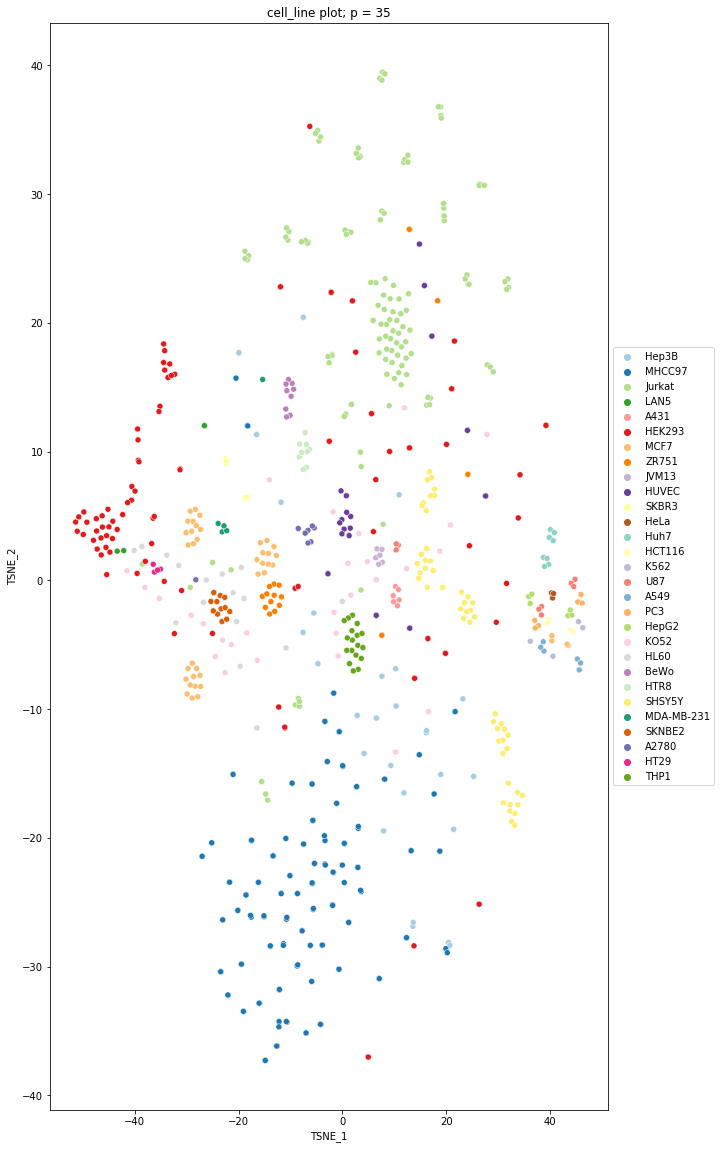 cell_line plot; p = 35
40
30
20
10
0
−10
−20
−30
−40
TSNE_2
−40
−20
0
20
40
TSNE_1
Hep3B
MHCC97
Jurkat
LAN5
A431
HEK293
MCF7
ZR751
JVM13
HUVEC
SKBR3
HeLa
Huh7
HCT116
K562
U87
A549
PC3
HepG2
KO52
HL60
BeWo
HTR8
SHSY5Y
MDA-MB-231
SKNBE2
A2780
HT29
THP1